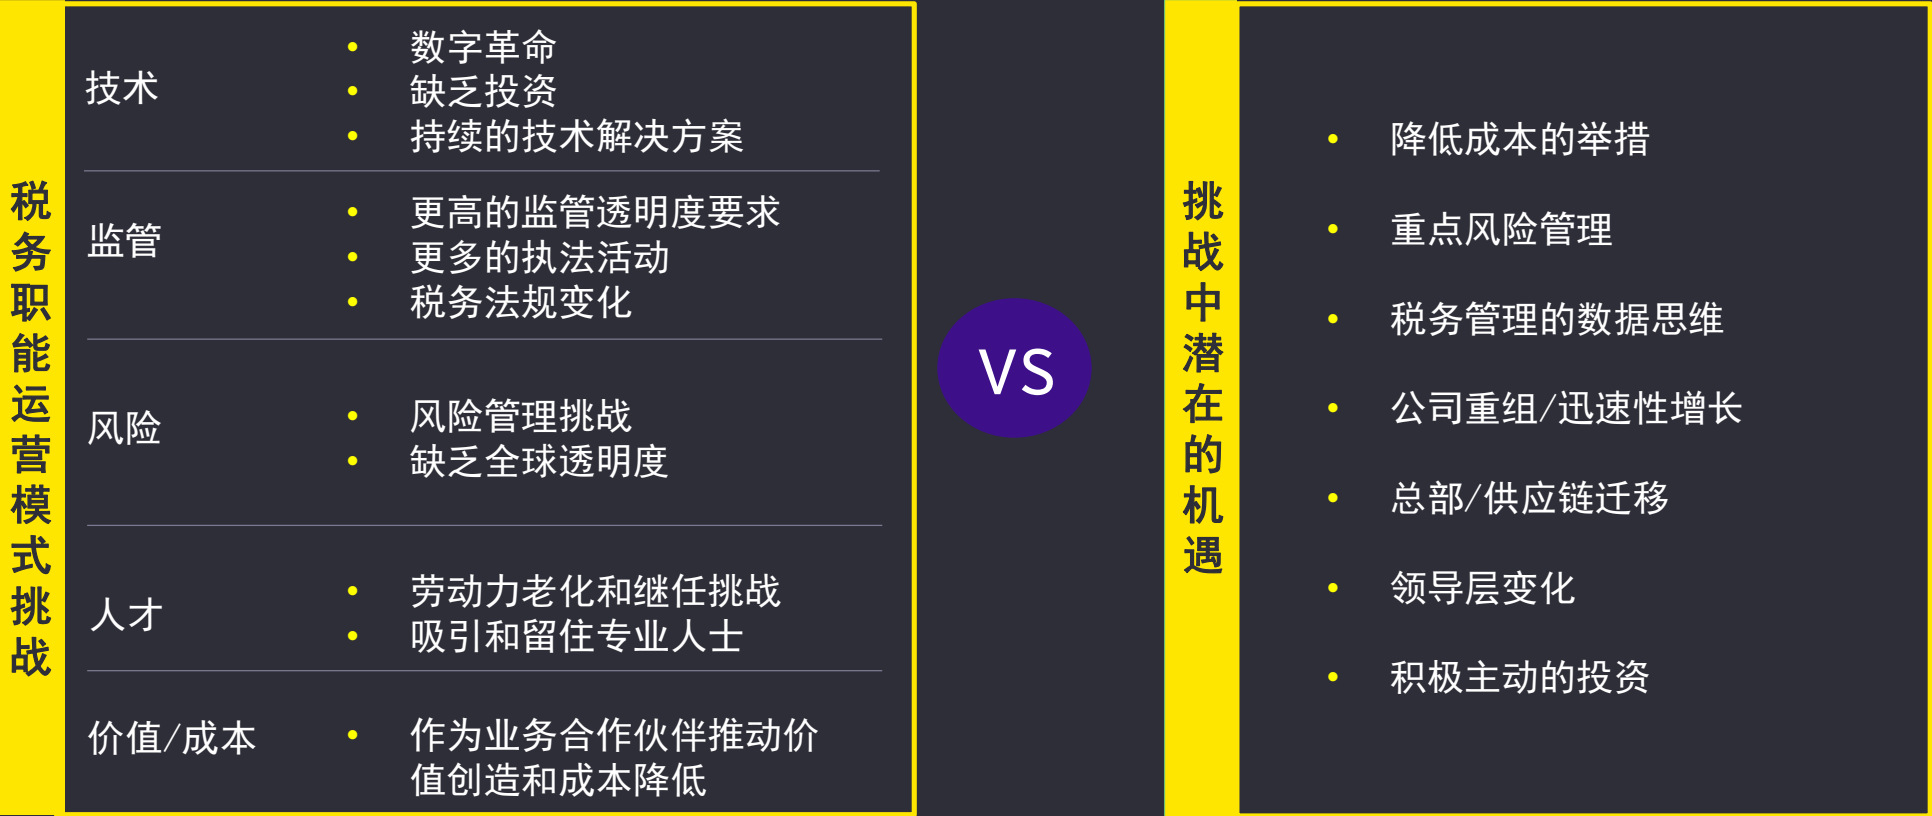 税务职能运营模式挑战
技术
数字革命
缺乏投资
持续的技术解决方案
监管
更高的监管透明度要求
更多的执法活动
税务法规变化
风险
风险管理挑战
缺乏全球透明度
人才
劳动力老化和继任挑战
吸引和留住专业人士
价值/成本
作为业务合作伙伴推动价
值创造和成本降低
VS
挑战中潜在的机遇
降低成本的举措
重点风险管理
税务管理的数据思维
公司重组/迅速性增长
总部/供应链迁移
领导层变化
积极主动的投资